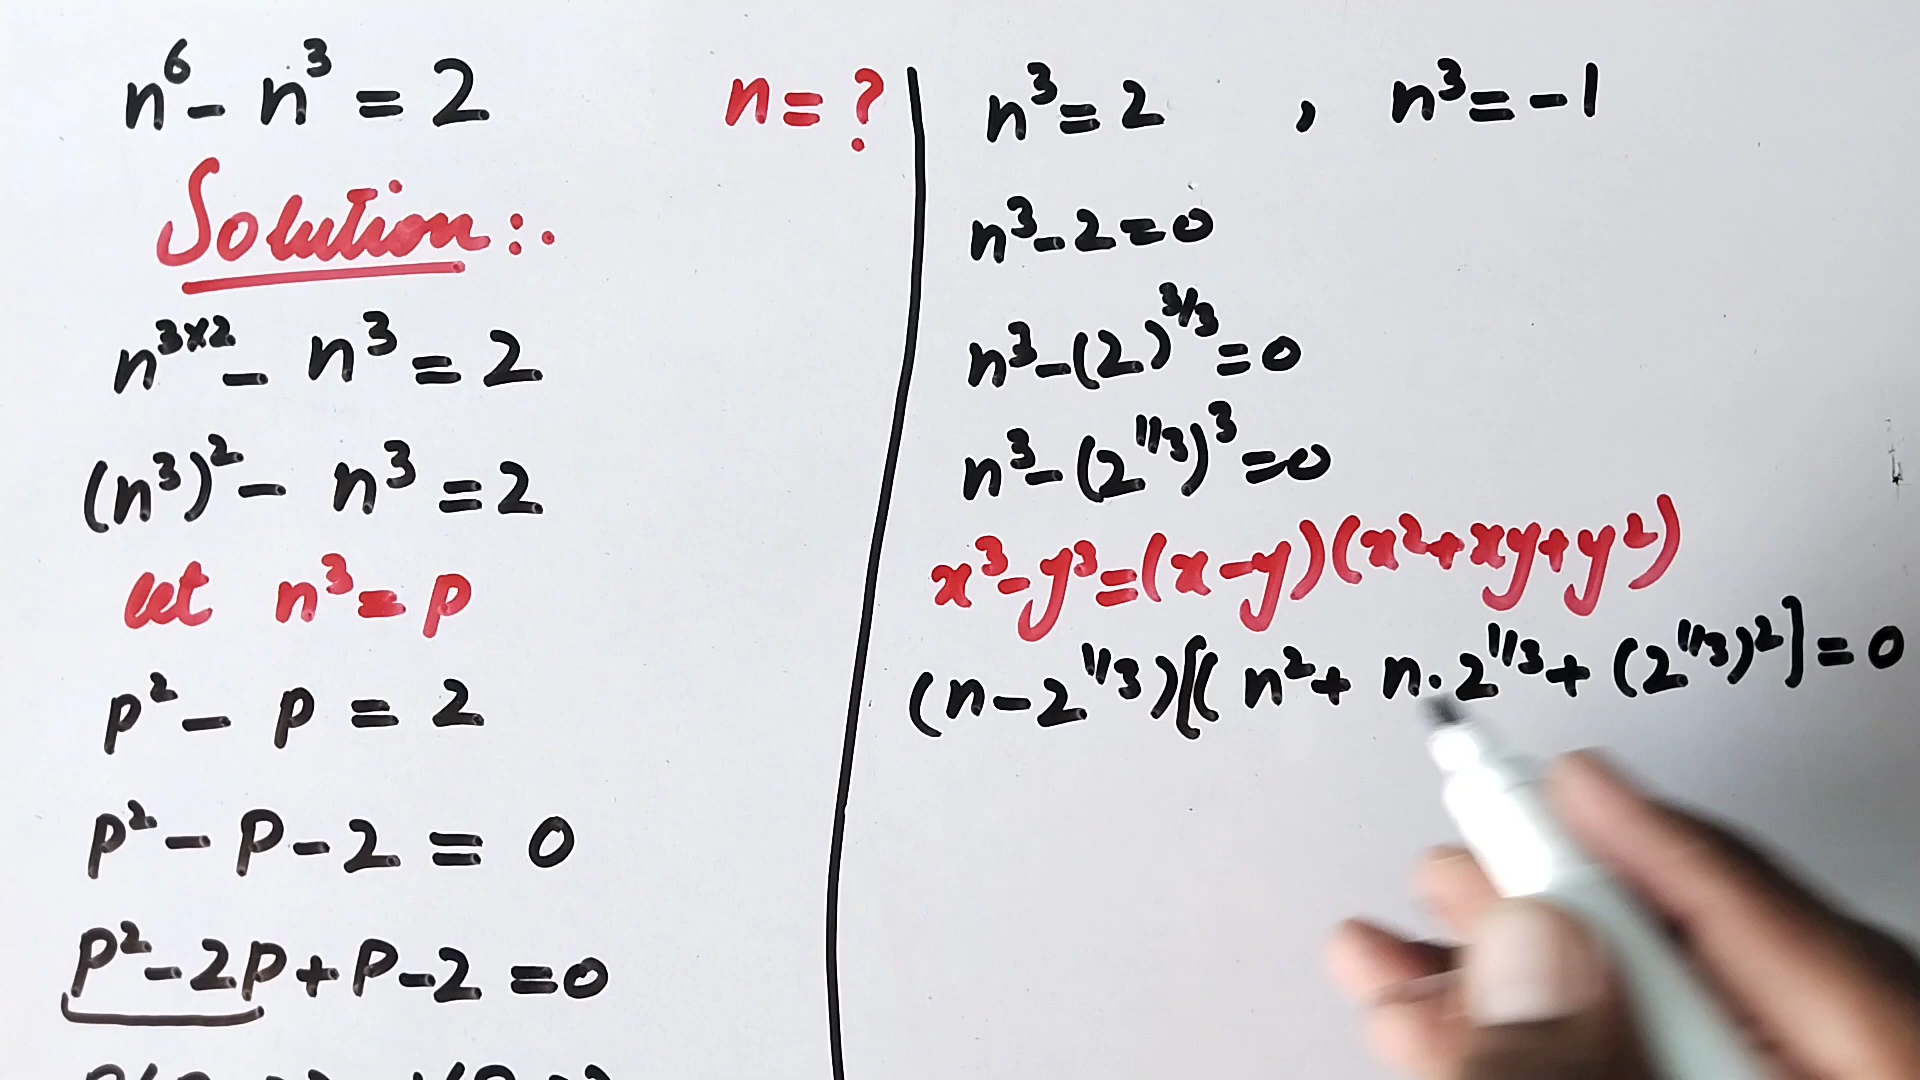 n⁶ - n³ = 2
n = ?
Solution:.
n³ˣ² - n³ = 2
(n³)² - n³ = 2
let n³ = p
p² - p = 2
p² - p - 2 = 0
p² - 2p + p - 2 = 0
n³ = 2 , n³ = -1
n³ - 2 = 0
n³ - (2)^3/3 = 0
n³ - (2^1/3)³ = 0
x³ - y³ = (x - y)(x² + xy + y²)
(n - 2^1/3)[(n² + n·2^1/3 + (2^1/3)²] = 0